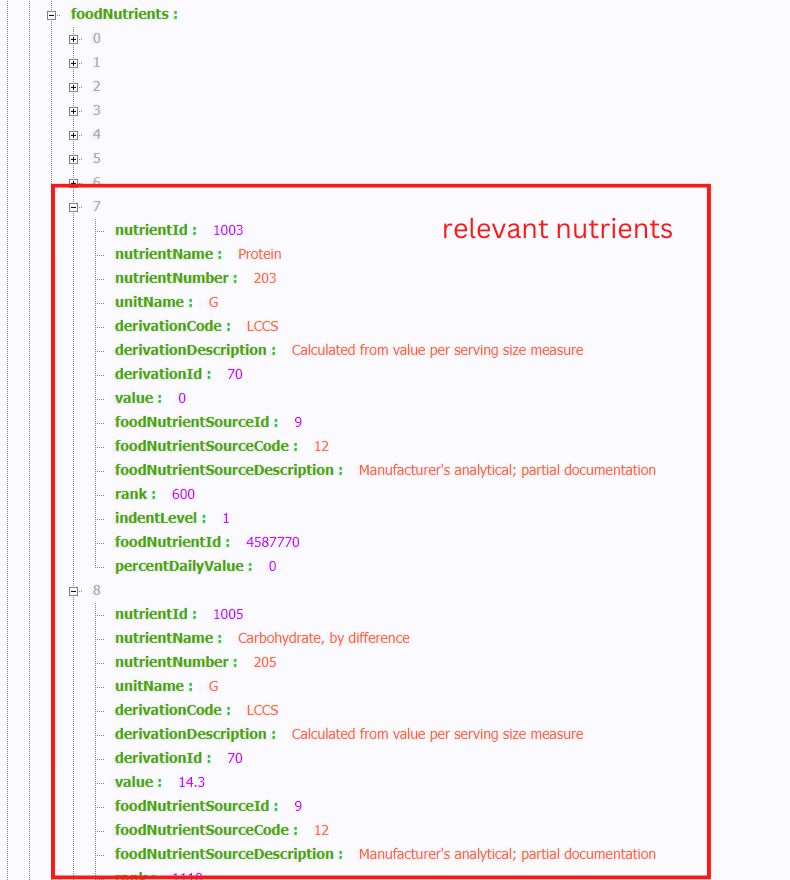 foodNutrients :
0
1
2
3
4
5
6
7
relevant nutrients
nutrientId : 1003
nutrientName : Protein
nutrientNumber : 203
unitName : G
derivationCode : LCCS
derivationDescription : Calculated from value per serving size measure
derivationId : 70
value : 0
foodNutrientSourceId : 9
foodNutrientSourceCode : 12
foodNutrientSourceDescription : Manufacturer's analytical; partial documentation
rank : 600
indentLevel : 1
foodNutrientId : 4587770
percentDailyValue : 0
8
nutrientId : 1005
nutrientName : Carbohydrate, by difference
nutrientNumber : 205
unitName : G
derivationCode : LCCS
derivationDescription : Calculated from value per serving size measure
derivationId : 70
value : 14.3
foodNutrientSourceId : 9
foodNutrientSourceCode : 12
foodNutrientSourceDescription : Manufacturer's analytical; partial documentation
rank : 1110